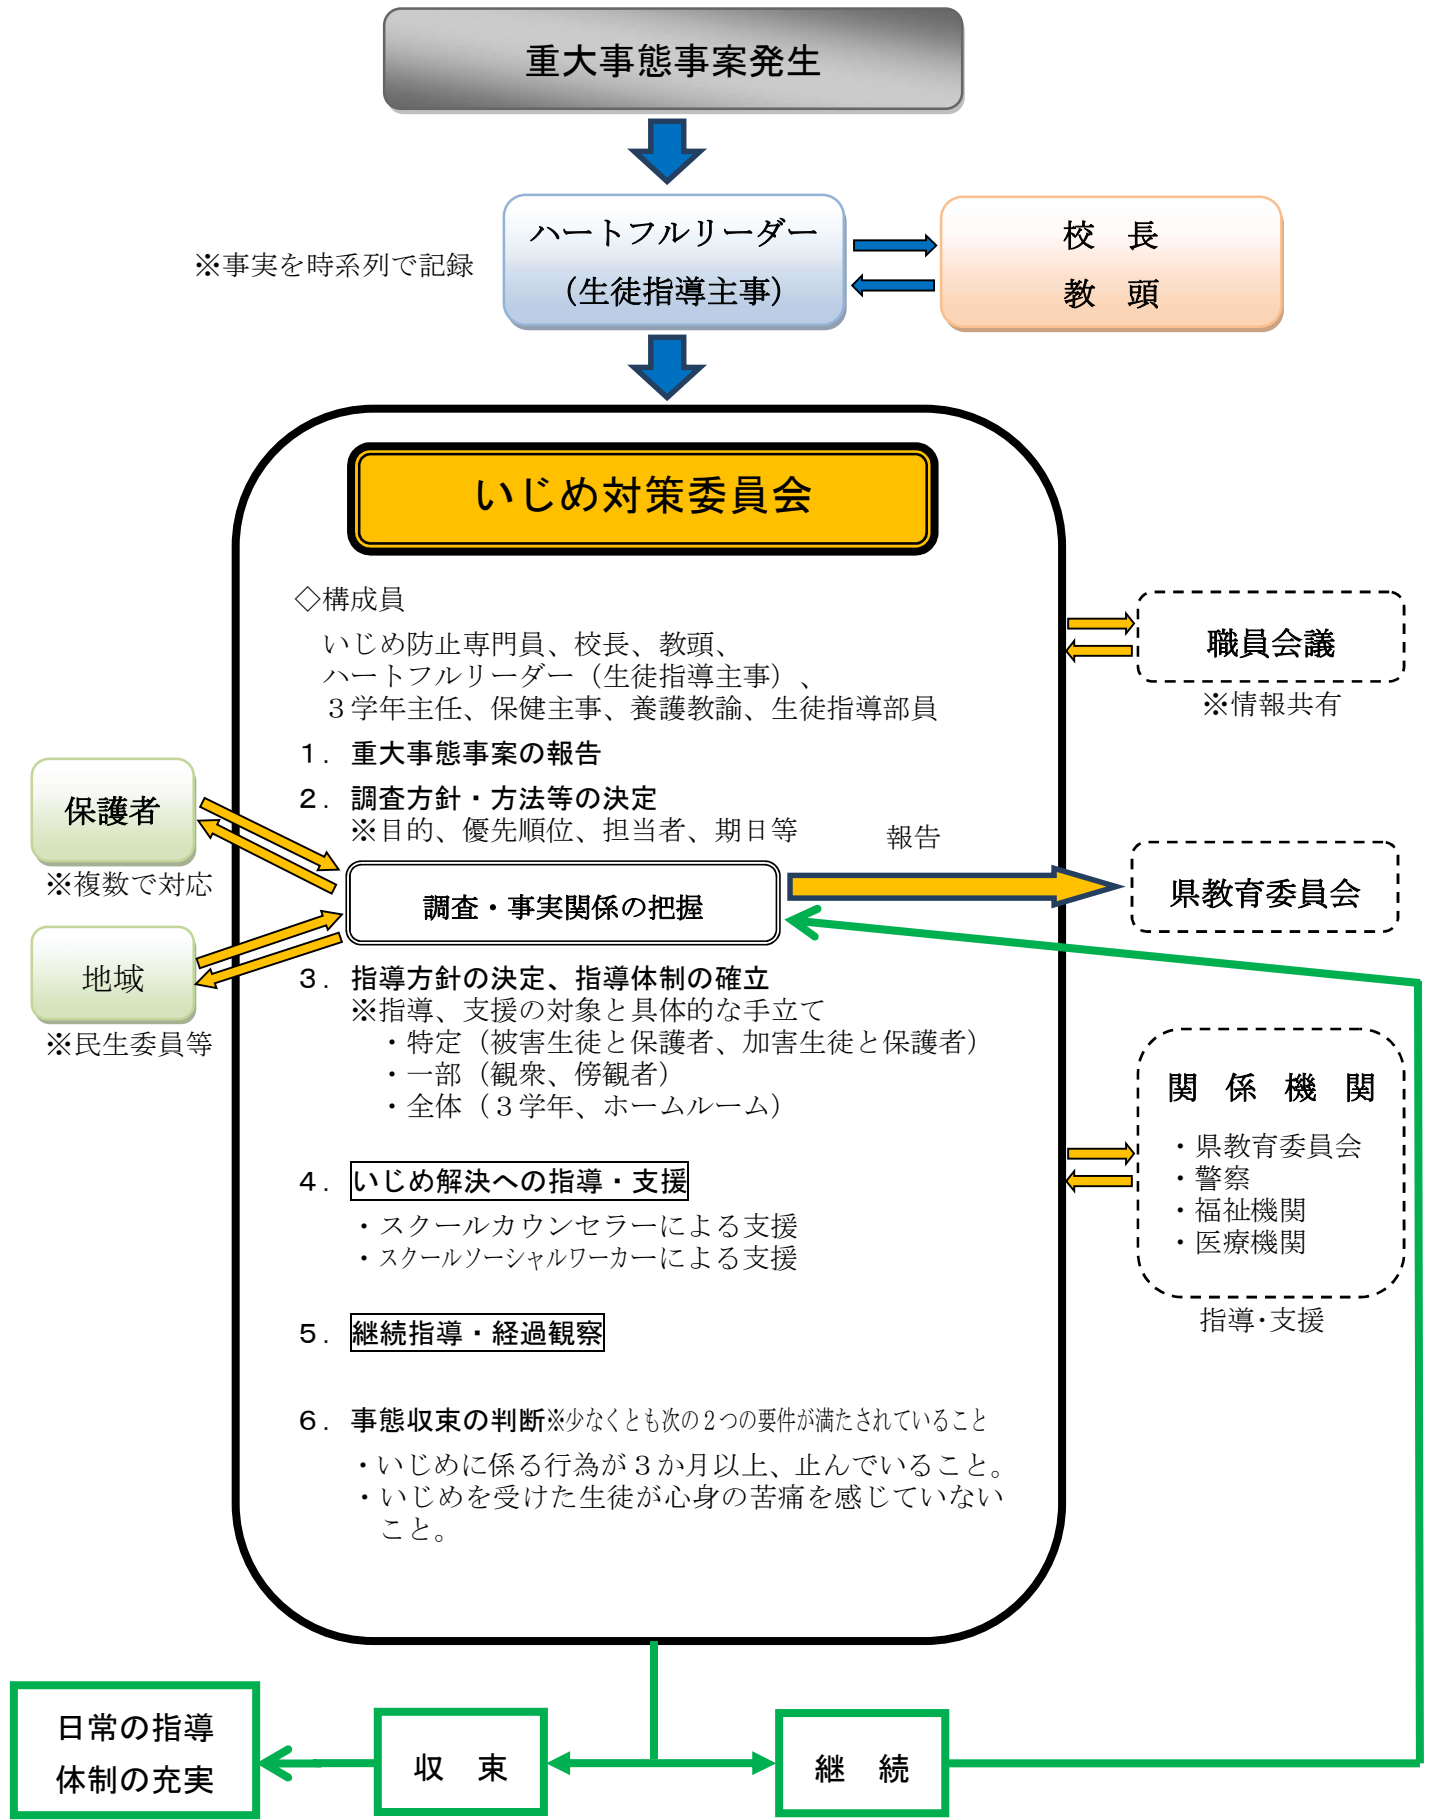 重大事態事案発生
ハートフルリーダー
（生徒指導主事）
※事実を時系列で記録
校　長
教　頭
いじめ対策委員会
◇構成員
いじめ防止専門員、校長、教頭、
ハートフルリーダー（生徒指導主事）、
３学年主任、保健主事、養護教諭、生徒指導部員
１．重大事態事案の報告
２．調査方針・方法等の決定
※目的、優先順位、担当者、期日等
調査・事実関係の把握
３．指導方針の決定、指導体制の確立
※指導、支援の対象と具体的な手立て
・特定（被害生徒と保護者、加害生徒と保護者）
・一部（観衆、傍観者）
・全体（３学年、ホームルーム）
４．いじめ解決への指導・支援
・スクールカウンセラーによる支援
・スクールソーシャルワーカーによる支援
５．継続指導・経過観察
６．事態収束の判断※少なくとも次の２つの要件が満たされていること
・いじめに係る行為が３か月以上、止んでいること。
・いじめを受けた生徒が心身の苦痛を感じていない
こと。
保護者
※複数で対応
地域
※民生委員等
職員会議
※情報共有
報告
県教育委員会
関　係　機　関
・県教育委員会
・警察
・福祉機関
・医療機関
指導・支援
日常の指導
体制の充実
収　束
継　続